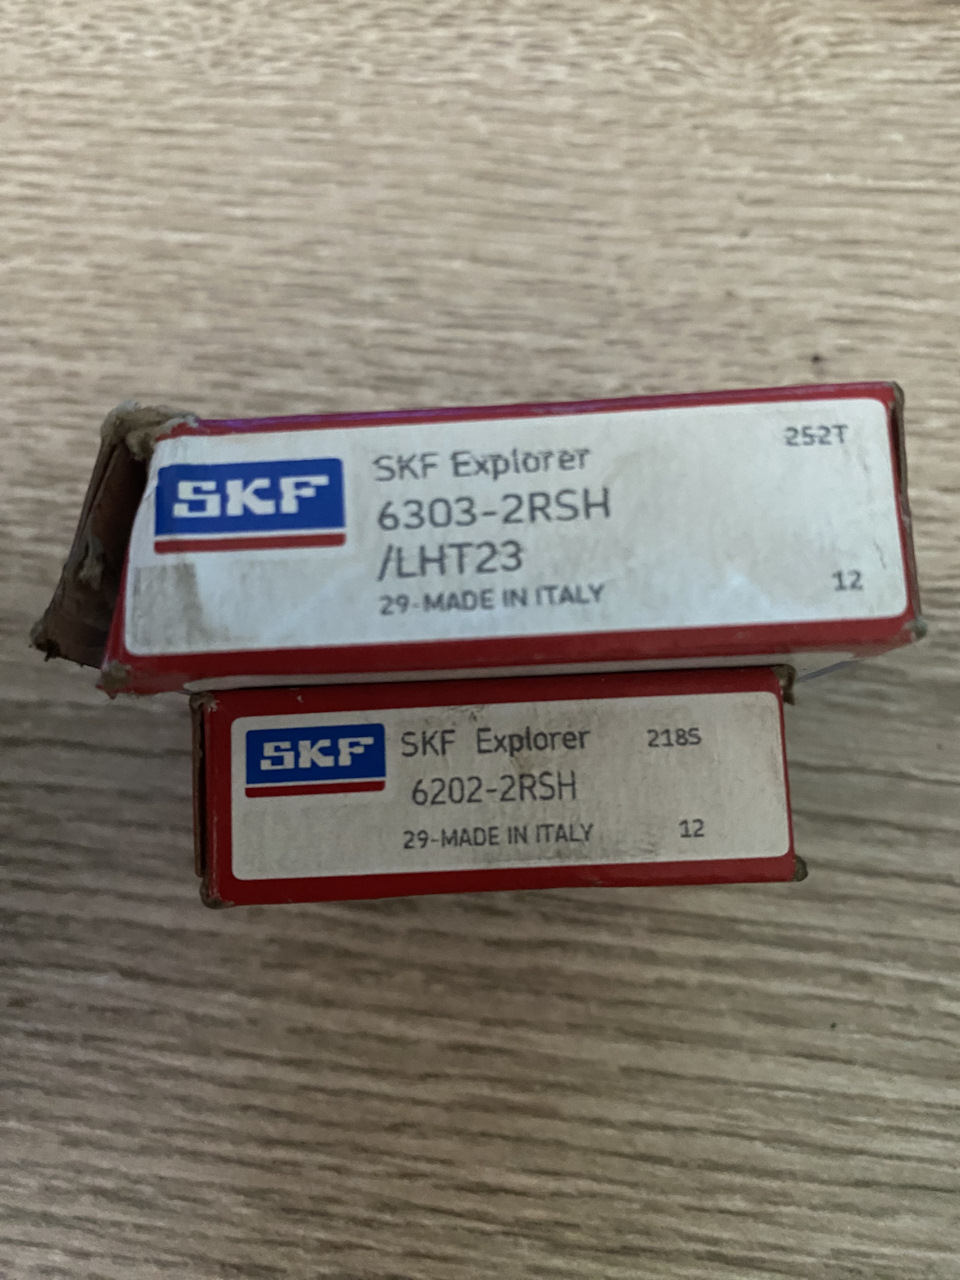 SKF
SKF Explorer
252T
6303-2RSH
/LHT23
29-MADE IN ITALY
12
SKF
SKF Explorer
218S
6202-2RSH
29-MADE IN ITALY
12